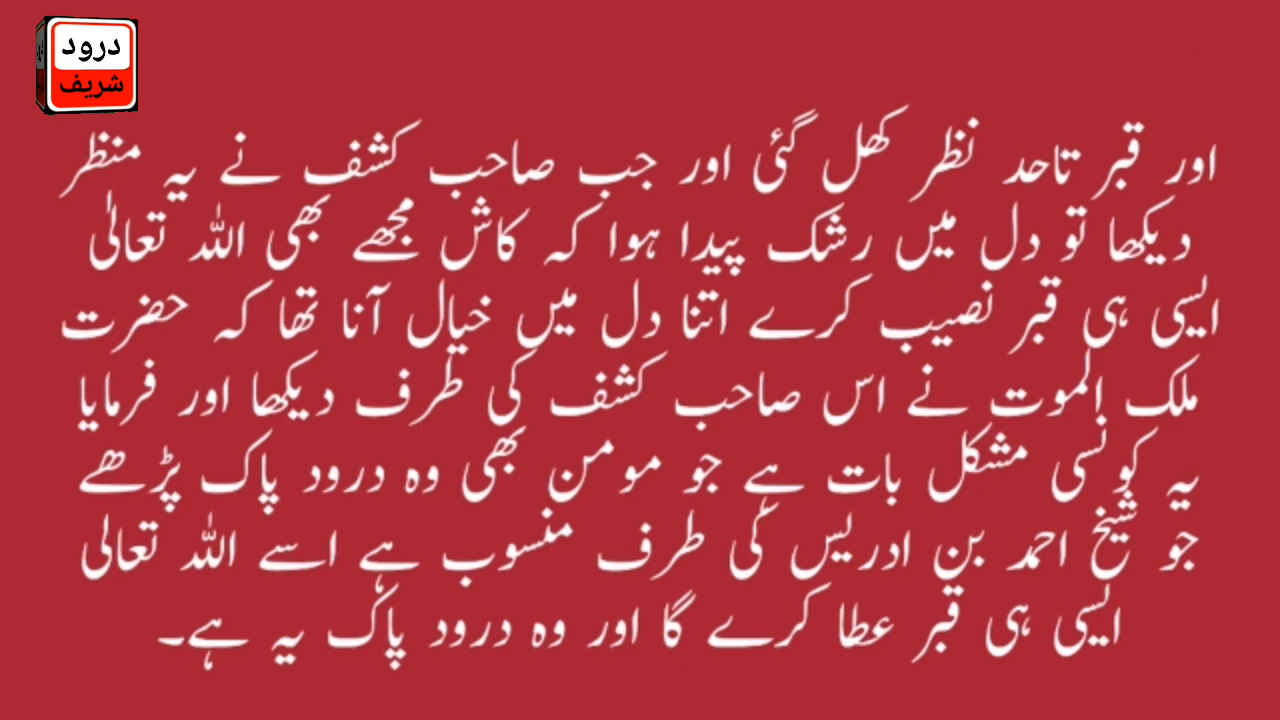 درود
شریف
اور قبر تاحد نظر کھل گئی اور جب صاحب کشف نے یہ منظر
دیکھا تو دل میں رشک پیدا ہوا کہ کاش مجھے بھی اللہ تعالٰی
ایسی ہی قبر نصیب کرے اتنا دل میں خیال آنا تھا کہ حضرت
ملک الموت نے اس صاحب کشف کی طرف دیکھا اور فرمایا
یہ کونسی مشکل بات ہے جو مومن بھی وہ درود پاک پڑھے
جو شیخ احمد بن ادریسؒ کی طرف منسوب ہے اسے اللہ تعالی
ایسی ہی قبر عطا کرے گا اور وہ درود پاک یہ ہے۔